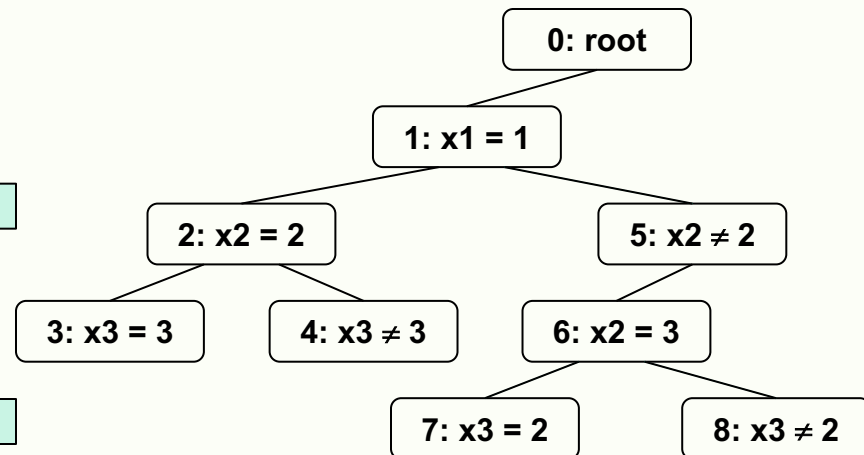 0: root
1: x1 = 1
2: x2 = 2
5: x2 ≠ 2
3: x3 = 3
4: x3 ≠ 3
6: x2 = 3
7: x3 = 2
8: x3 ≠ 2